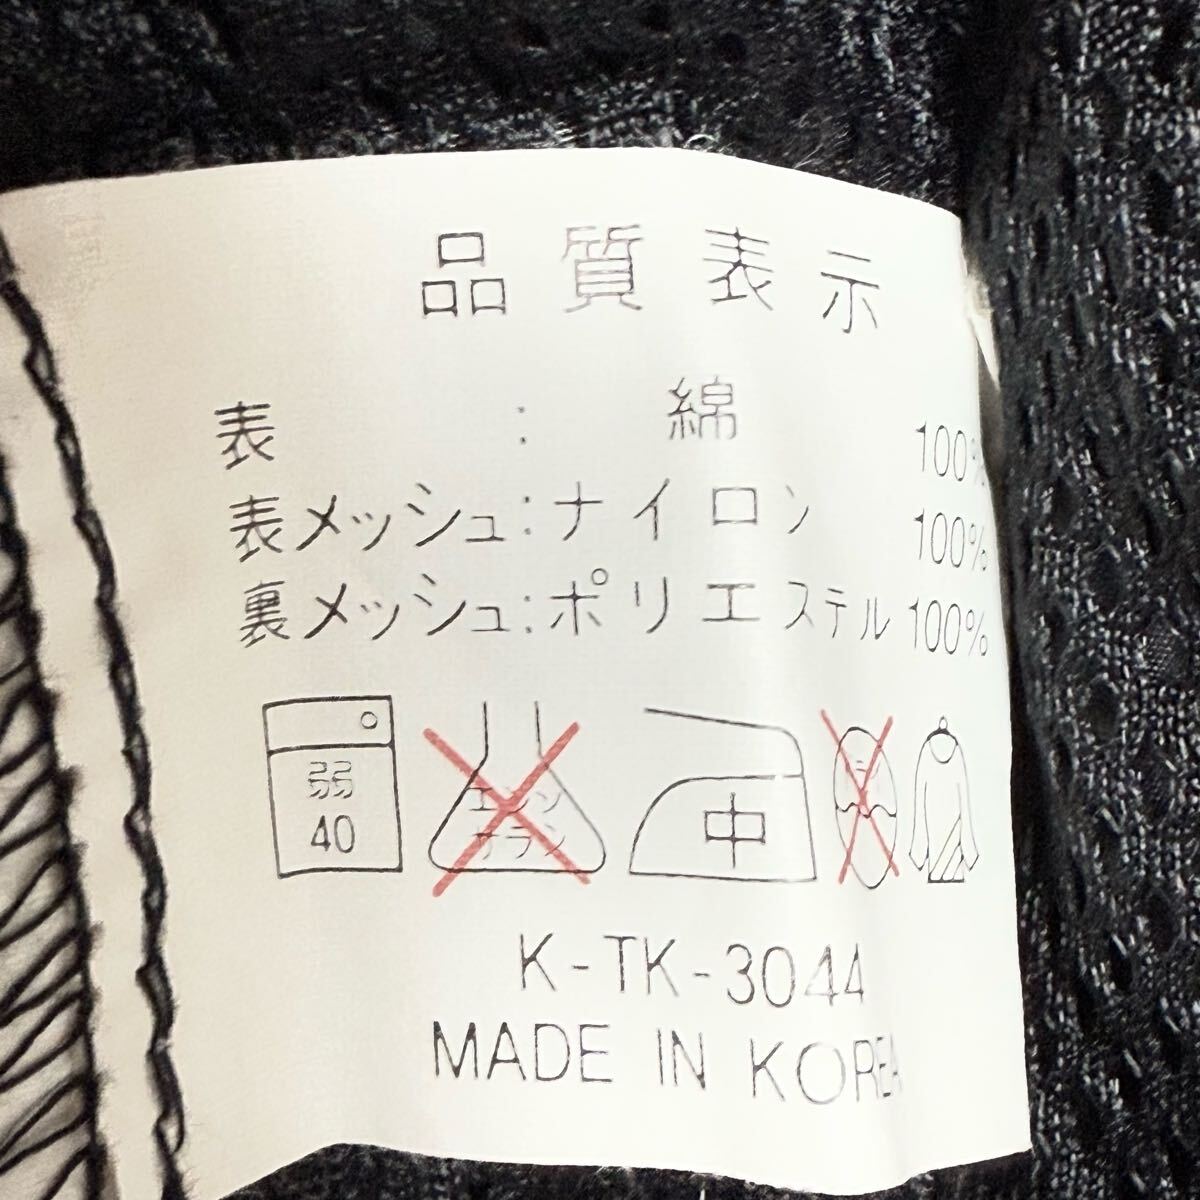 品質表示
表 : 綿 100%
表メッシュ:ナイロン 100%
裏メッシュ:ポリエステル 100%
弱
40
エンソ
サラシ
中
K-TK-3044
MADE IN KOREA